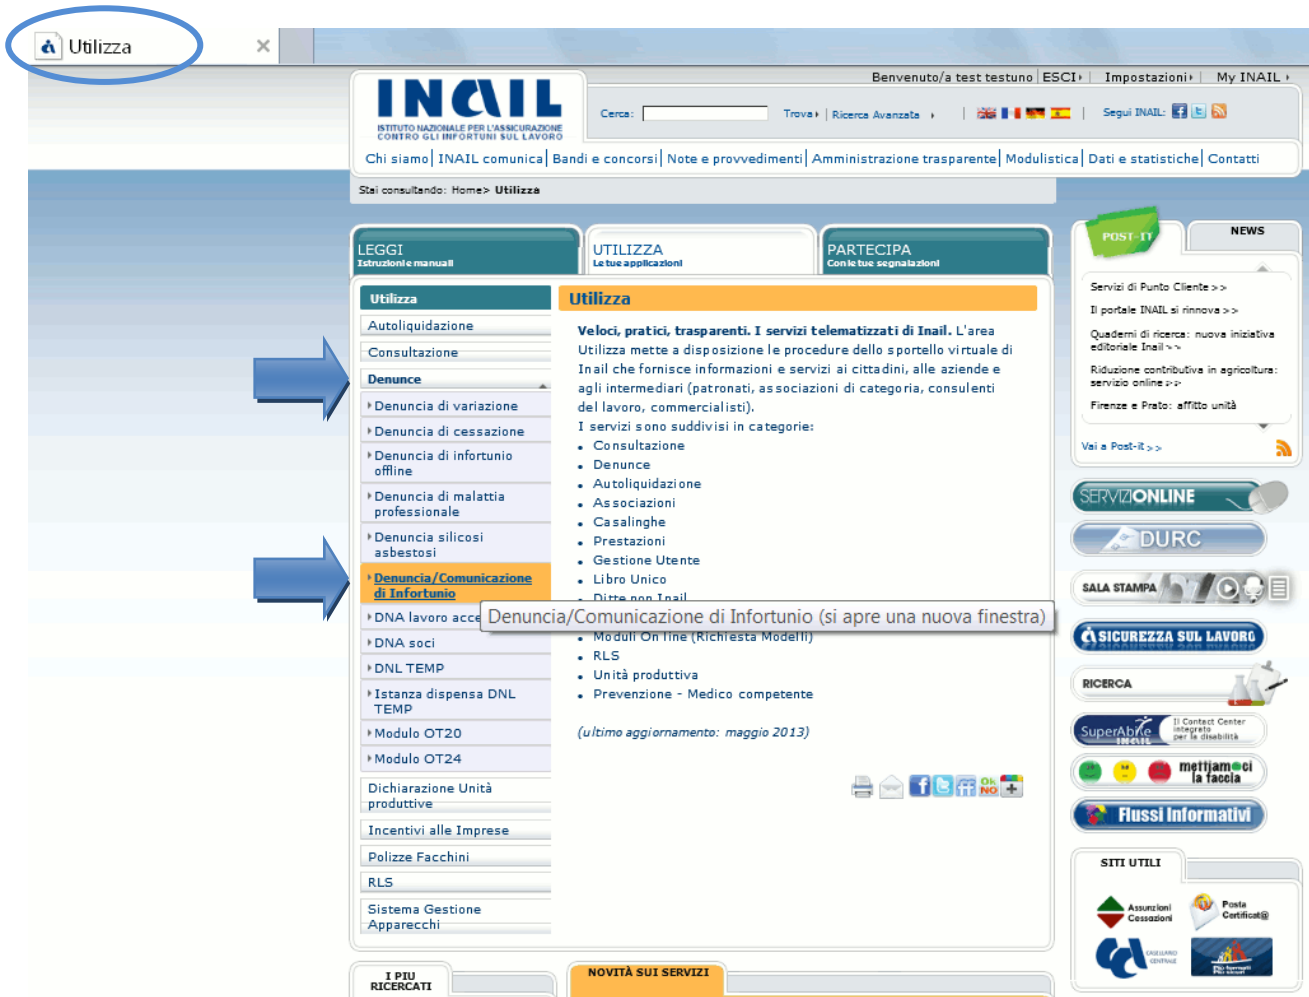 Utilizza
Benvenuto/a test testuno ESCI Impostazioni My INAIL
INAIL
ISTITUTO NAZIONALE PER L'ASSICURAZIONE
CONTRO GLI INFORTUNI SUL LAVORO
Cerca: Trova Ricerca Avanzata Segui INAIL:
Chi siamo INAIL comunica Bandi e concorsi Note e provvedimenti Amministrazione trasparente Modulistica Dati e statistiche Contatti
Stai consultando: Home> Utilizza
LEGGI
Istruzioni e manuali
UTILIZZA
Le tue applicazioni
PARTECIPA
Con le tue segnalazioni
Utilizza
Autoliquidazione
Consultazione
Denunce
Denuncia di variazione
Denuncia di cessazione
Denuncia di infortunio
offline
Denuncia di malattia
professionale
Denuncia silicosi
asbestosi
Denuncia/Comunicazione
di Infortunio
DNA lavoro acce
DNA soci
DNL TEMP
Istanza dispensa DNL
TEMP
Modulo OT20
Modulo OT24
Dichiarazione Unità
produttive
Incentivi alle Imprese
Polizze Facchini
RLS
Sistema Gestione
Apparecchi
Utilizza
Veloci, pratici, trasparenti. I servizi telematizzati di Inail. L'area
Utilizza mette a disposizione le procedure dello sportello virtuale di
Inail che fornisce informazioni e servizi ai cittadini, alle aziende e
agli intermediari (patronati, associazioni di categoria, consulenti
del lavoro, commercialisti).
I servizi sono suddivisi in categorie:
Consultazione
Denunce
Autoliquidazione
Associazioni
Casalinghe
Prestazioni
Gestione Utente
Libro Unico
Ditte non Inail
Denuncia/Comunicazione di Infortunio (si apre una nuova finestra)
Moduli On line (Richiesta Modelli)
RLS
Unità produttiva
Prevenzione - Medico competente
(ultimo aggiornamento: maggio 2013)
OK
NO
POST-IT
NEWS
Servizi di Punto Cliente >>
Il portale INAIL si rinnova >>
Quaderni di ricerca: nuova iniziativa
editoriale Inail >>
Riduzione contributiva in agricoltura:
servizio online >>
Firenze e Prato: affitto unità
Vai a Post-it >>
SERVIZIONLINE
DURC
SALA STAMPA
SICUREZZA SUL LAVORO
RICERCA
SuperAbile
INAIL
Il Contact Center
integrato
per la disabilità
mettiamoci
la faccia
Flussi Informativi
SITI UTILI
Assunzioni
Cessazioni
Posta
Certificat@
CASELLARIO
CENTRALE
Più formati
Più sicuri
I PIU
RICERCATI
NOVITÀ SUI SERVIZI